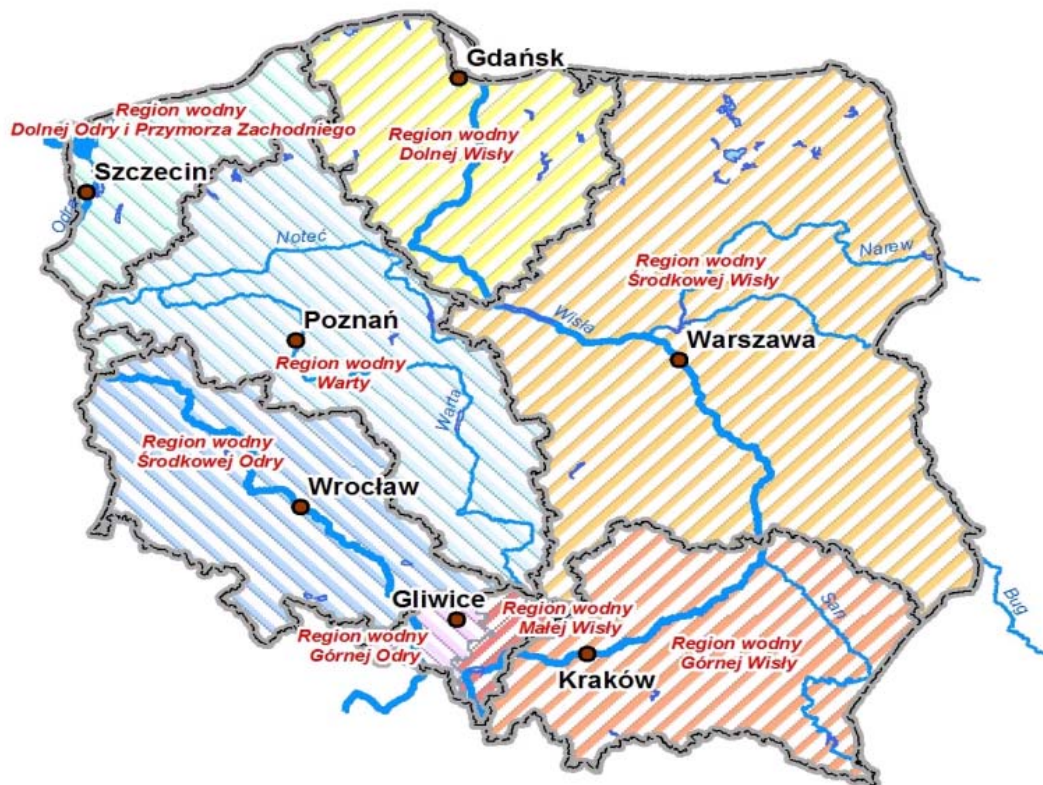 Gdańsk
Region wodny
Dolnej Odry i Przymorza Zachodniego
Region wodny
Dolnej Wisły
Szczecin
Odra
Noteć
Narew
Region wodny
Środkowej Wisły
Wisła
Poznań
Warszawa
Region wodny
Warty
Warta
Region wodny
Środkowej Odry
Wrocław
Gliwice
Region wodny
Małej Wisły
San
Bug
Region wodny
Górnej Odry
Region wodny
Górnej Wisły
Kraków